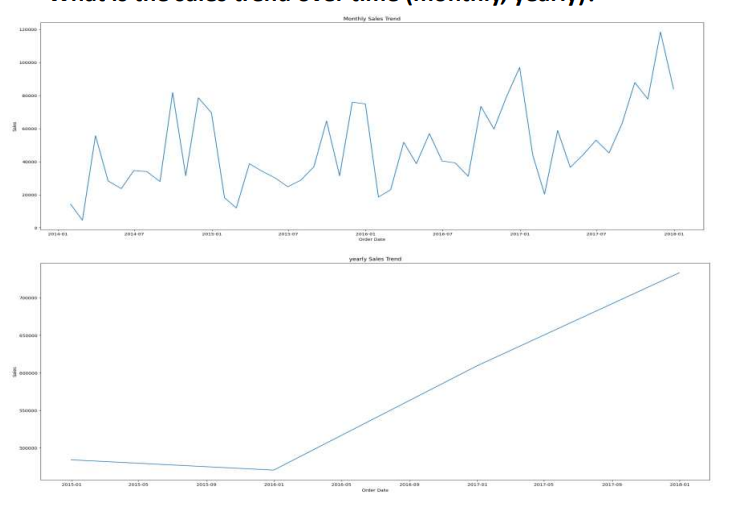 What is the sales trend over time (monthly, yearly)?
Monthly Sales Trend
120000
100000
80000
60000
40000
20000
0
Sales
2014-01 2014-07 2015-01 2015-07 2016-01 2016-07 2017-01 2017-07 2018-01
Order Date
yearly Sales Trend
700000
650000
600000
550000
500000
Sales
2015-01 2015-05 2015-09 2016-01 2016-05 2016-09 2017-01 2017-05 2017-09 2018-01
Order Date